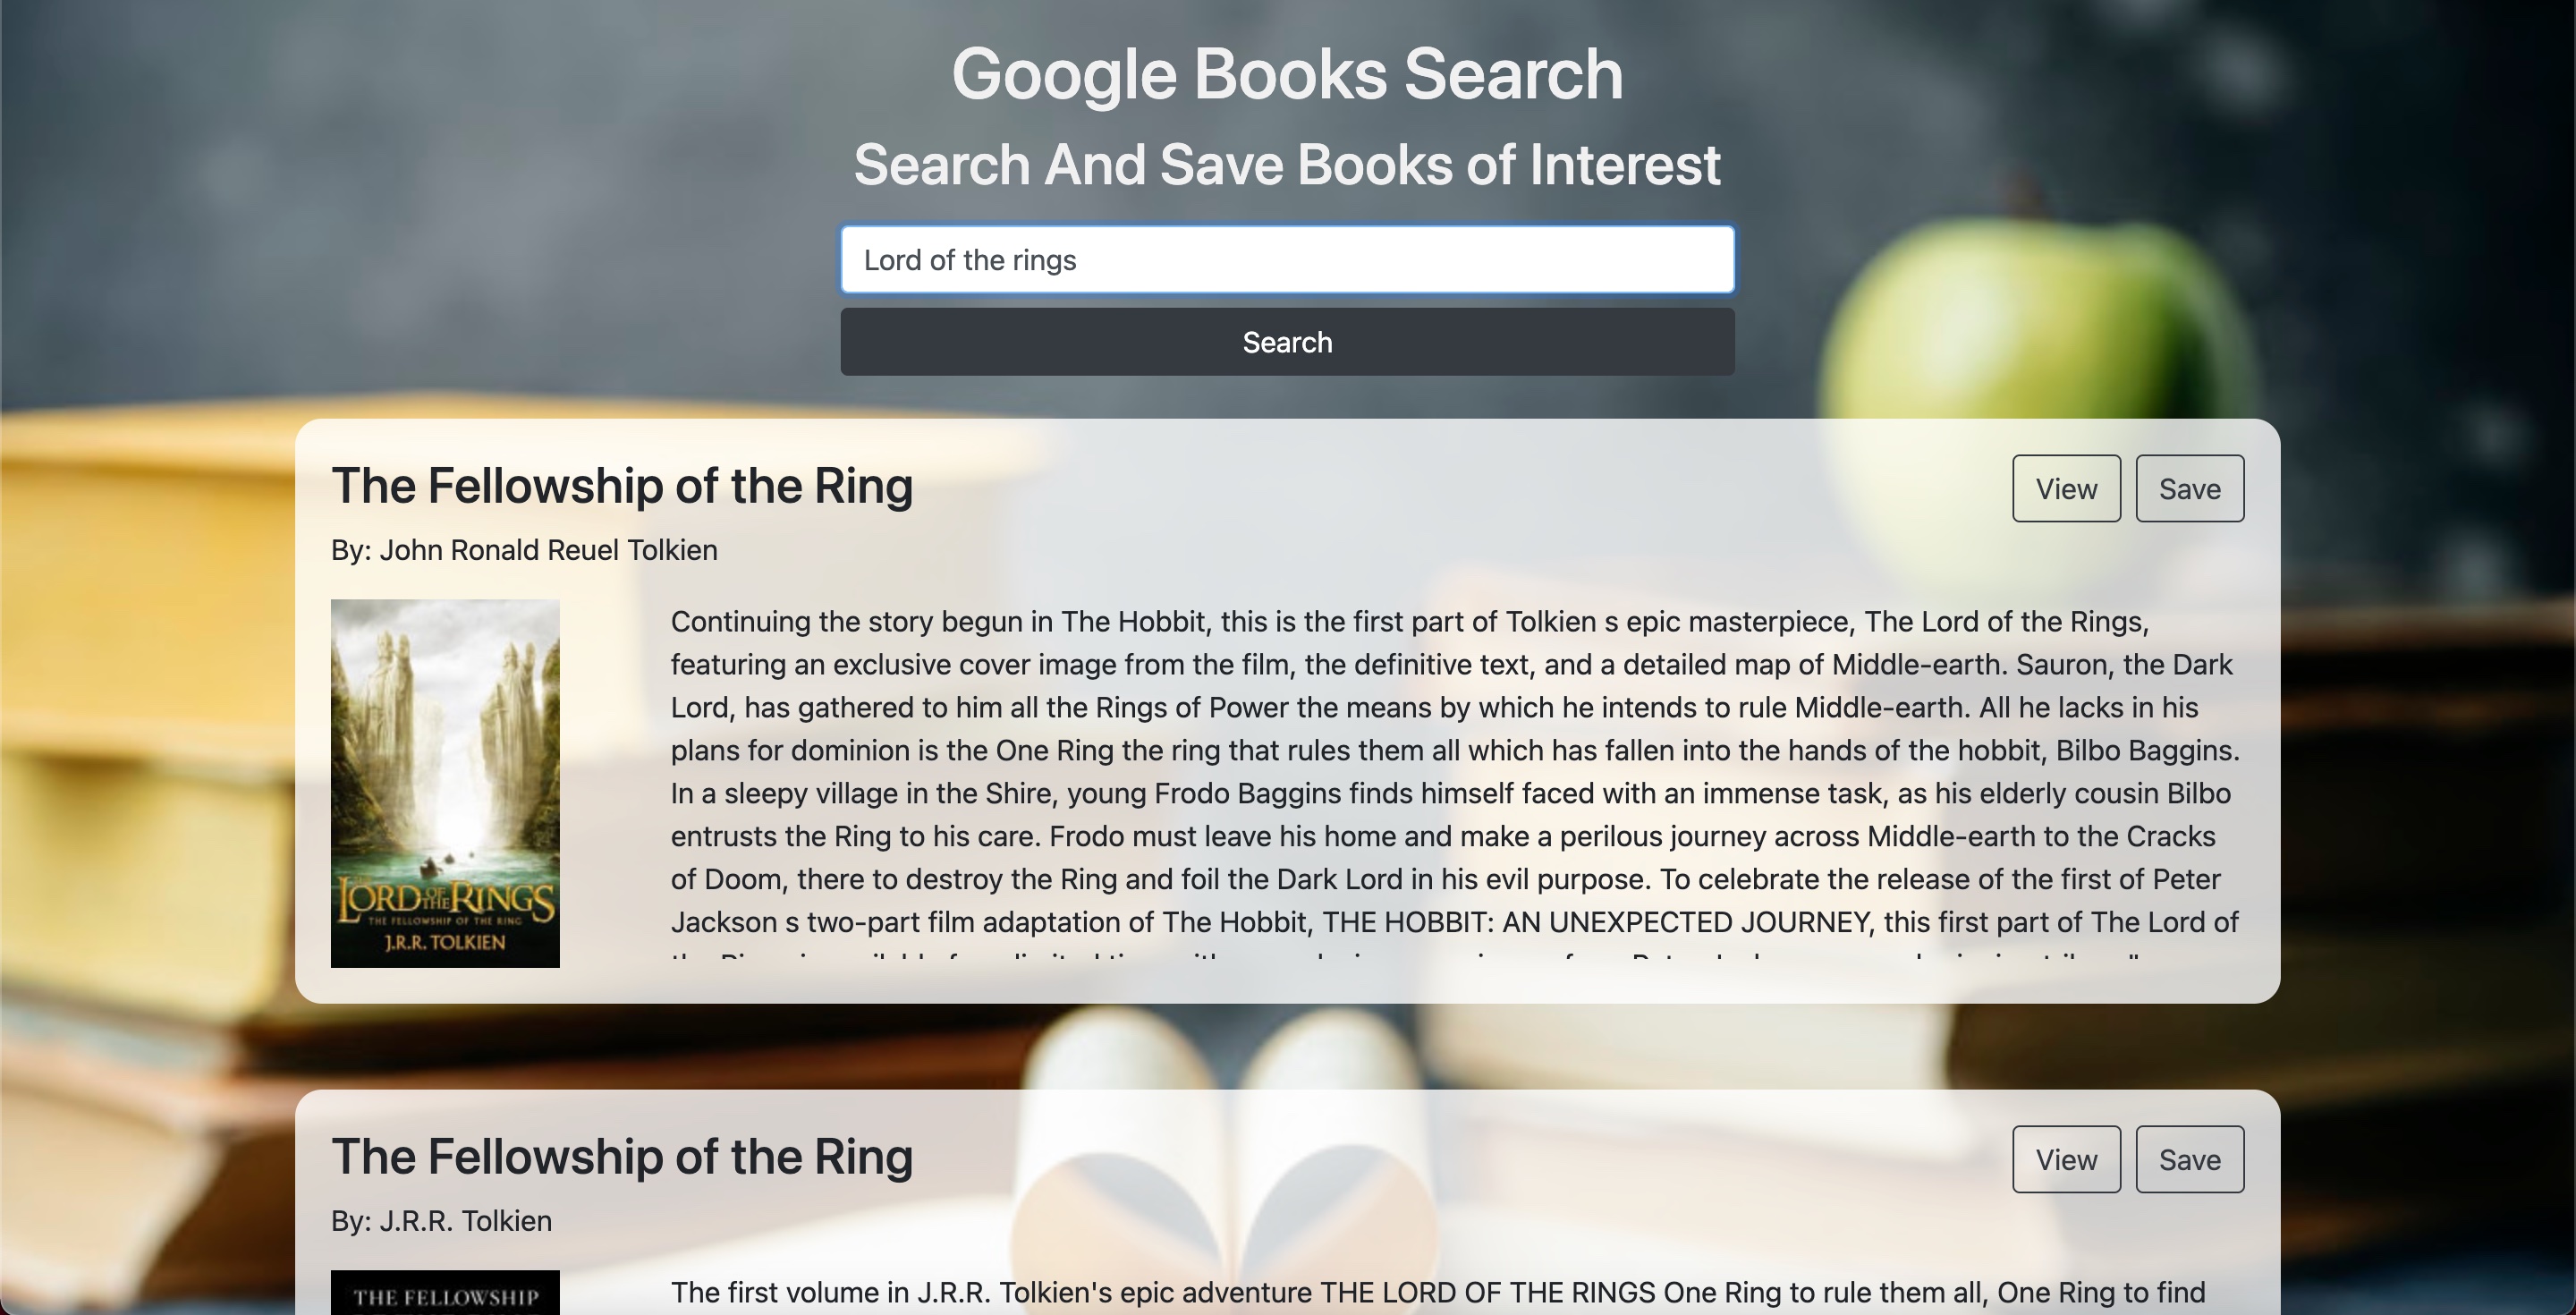 Google Books Search
Search And Save Books of Interest
Lord of the rings
Search
The Fellowship of the Ring
View
Save
By: John Ronald Reuel Tolkien
Continuing the story begun in The Hobbit, this is the first part of Tolkien s epic masterpiece, The Lord of the Rings,
featuring an exclusive cover image from the film, the definitive text, and a detailed map of Middle-earth. Sauron, the Dark
Lord, has gathered to him all the Rings of Power the means by which he intends to rule Middle-earth. All he lacks in his
plans for dominion is the One Ring the ring that rules them all which has fallen into the hands of the hobbit, Bilbo Baggins.
In a sleepy village in the Shire, young Frodo Baggins finds himself faced with an immense task, as his elderly cousin Bilbo
entrusts the Ring to his care. Frodo must leave his home and make a perilous journey across Middle-earth to the Cracks
of Doom, there to destroy the Ring and foil the Dark Lord in his evil purpose. To celebrate the release of the first of Peter
Jackson s two-part film adaptation of The Hobbit, THE HOBBIT: AN UNEXPECTED JOURNEY, this first part of The Lord of
LORD OF THE RINGS
THE FELLOWSHIP OF THE RING
J.R.R. TOLKIEN
The Fellowship of the Ring
View
Save
By: J.R.R. Tolkien
THE FELLOWSHIP
The first volume in J.R.R. Tolkien's epic adventure THE LORD OF THE RINGS One Ring to rule them all, One Ring to find